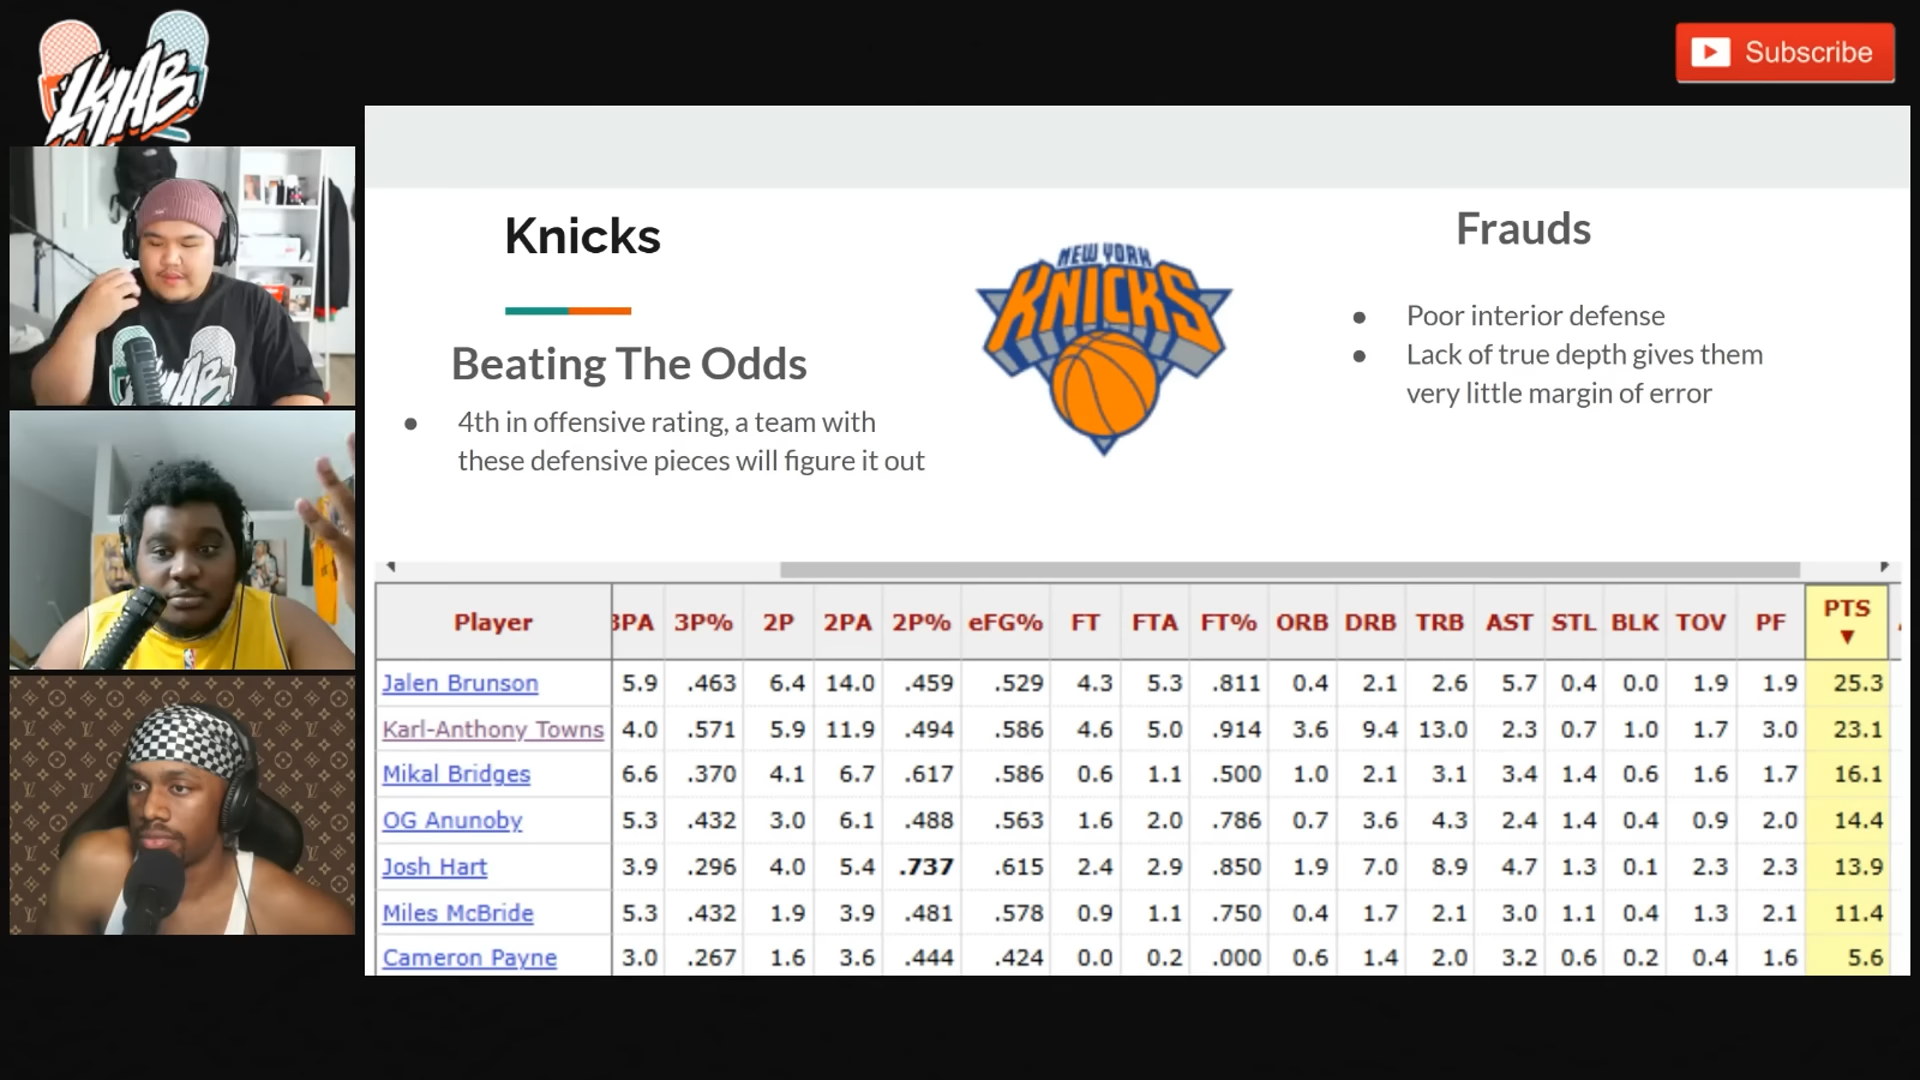 LKIAB
Subscribe
Knicks
Beating The Odds
● 4th in offensive rating, a team with
these defensive pieces will figure it out
NEW YORK
KNICKS
Frauds
● Poor interior defense
● Lack of true depth gives them
very little margin of error
Player 3PA 3P% 2P 2PA 2P% eFG% FT FTA FT% ORB DRB TRB AST STL BLK TOV PF PTS ▼
Jalen Brunson 5.9 .463 6.4 14.0 .459 .529 4.3 5.3 .811 0.4 2.1 2.6 5.7 0.4 0.0 1.9 1.9 25.3
Karl-Anthony Towns 4.0 .571 5.9 11.9 .494 .586 4.6 5.0 .914 3.6 9.4 13.0 2.3 0.7 1.0 1.7 3.0 23.1
Mikal Bridges 6.6 .370 4.1 6.7 .617 .586 0.6 1.1 .500 1.0 2.1 3.1 3.4 1.4 0.6 1.6 1.7 16.1
OG Anunoby 5.3 .432 3.0 6.1 .488 .563 1.6 2.0 .786 0.7 3.6 4.3 2.4 1.4 0.4 0.9 2.0 14.4
Josh Hart 3.9 .296 4.0 5.4 .737 .615 2.4 2.9 .850 1.9 7.0 8.9 4.7 1.3 0.1 2.3 2.3 13.9
Miles McBride 5.3 .432 1.9 3.9 .481 .578 0.9 1.1 .750 0.4 1.7 2.1 3.0 1.1 0.4 1.3 2.1 11.4
Cameron Payne 3.0 .267 1.6 3.6 .444 .424 0.0 0.2 .000 0.6 1.4 2.0 3.2 0.6 0.2 0.4 1.6 5.6